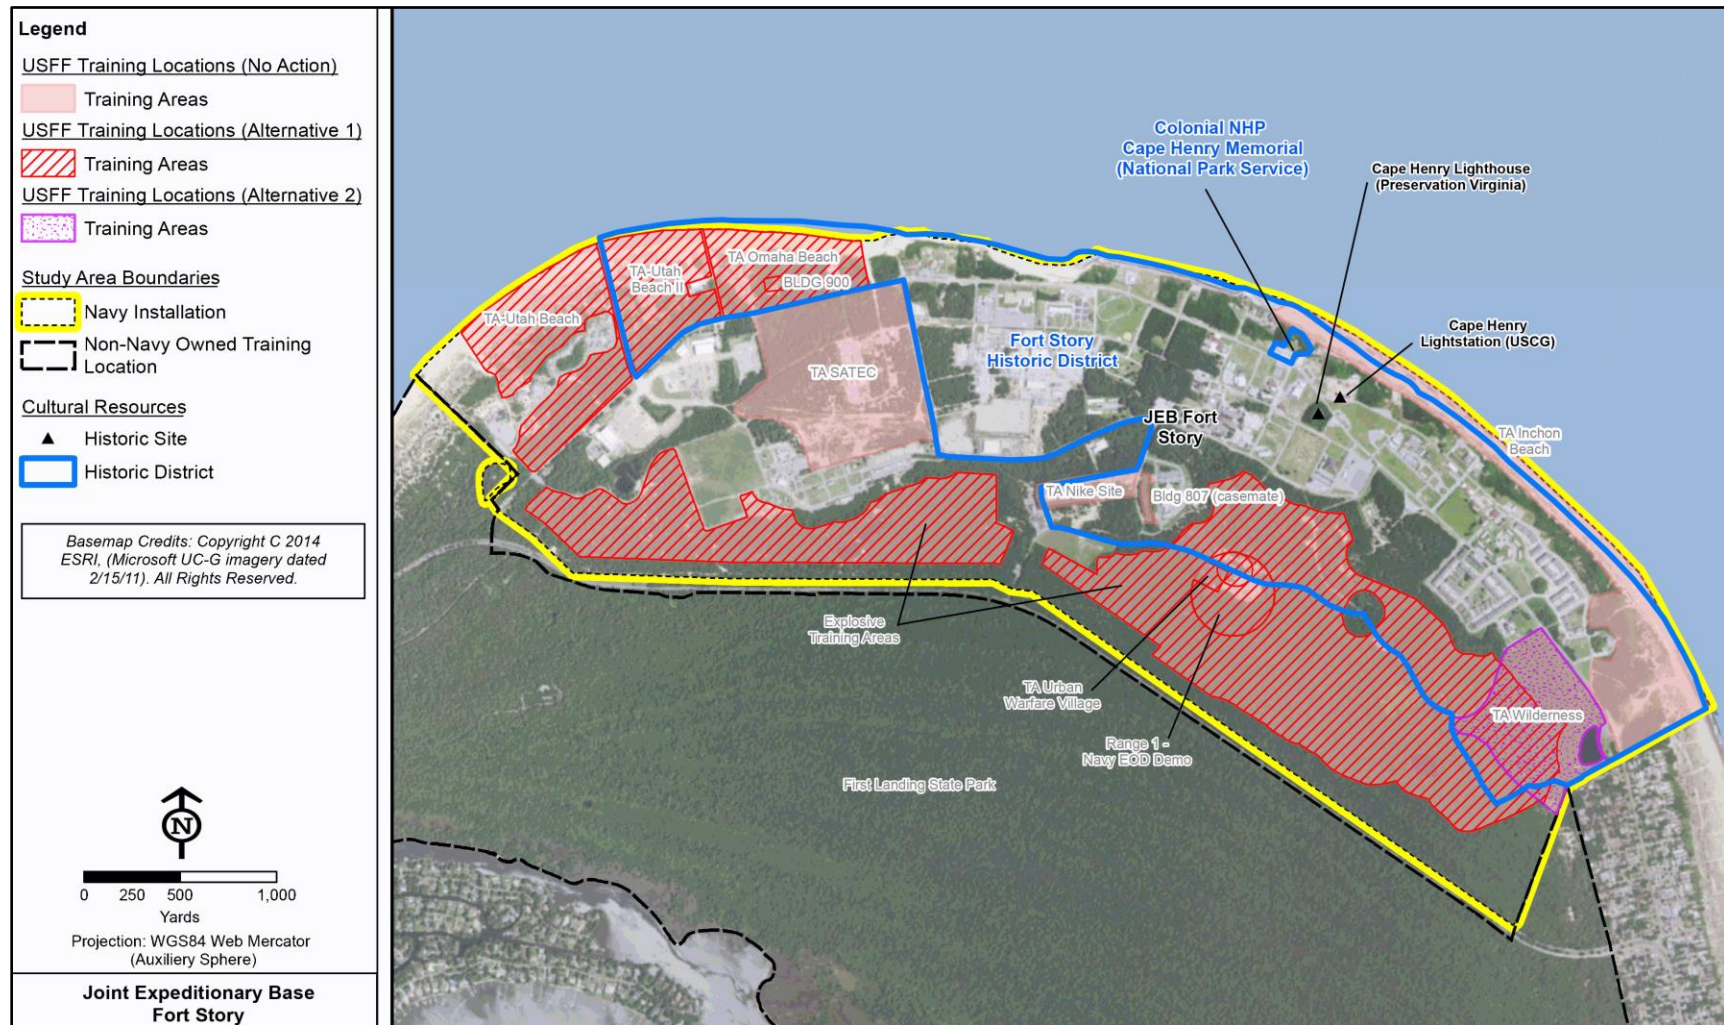 Legend
USFF Training Locations (No Action)
Training Areas
USFF Training Locations (Alternative 1)
Training Areas
USFF Training Locations (Alternative 2)
Training Areas
Study Area Boundaries
Navy Installation
Non-Navy Owned Training
Location
Cultural Resources
Historic Site
Historic District
Basemap Credits: Copyright C 2014
ESRI, (Microsoft UC-G imagery dated
2/15/11). All Rights Reserved.
N
0 250 500 1,000
Yards
Projection: WGS84 Web Mercator
(Auxiliery Sphere)
Joint Expeditionary Base
Fort Story
Colonial NHP
Cape Henry Memorial
(National Park Service)
Cape Henry Lighthouse
(Preservation Virginia)
Cape Henry
Lightstation (USCG)
TA-Utah Beach
TA-Utah
Beach II
TA Omaha Beach
BLDG 900
TA SATEC
Fort Story
Historic District
JEB Fort
Story
TA Inchon
Beach
TA Nike Site
Bldg 807 (casemate)
Explosive
Training Areas
TA Urban
Warfare Village
Range 1 -
Navy EOD Demo
TA Wilderness
First Landing State Park